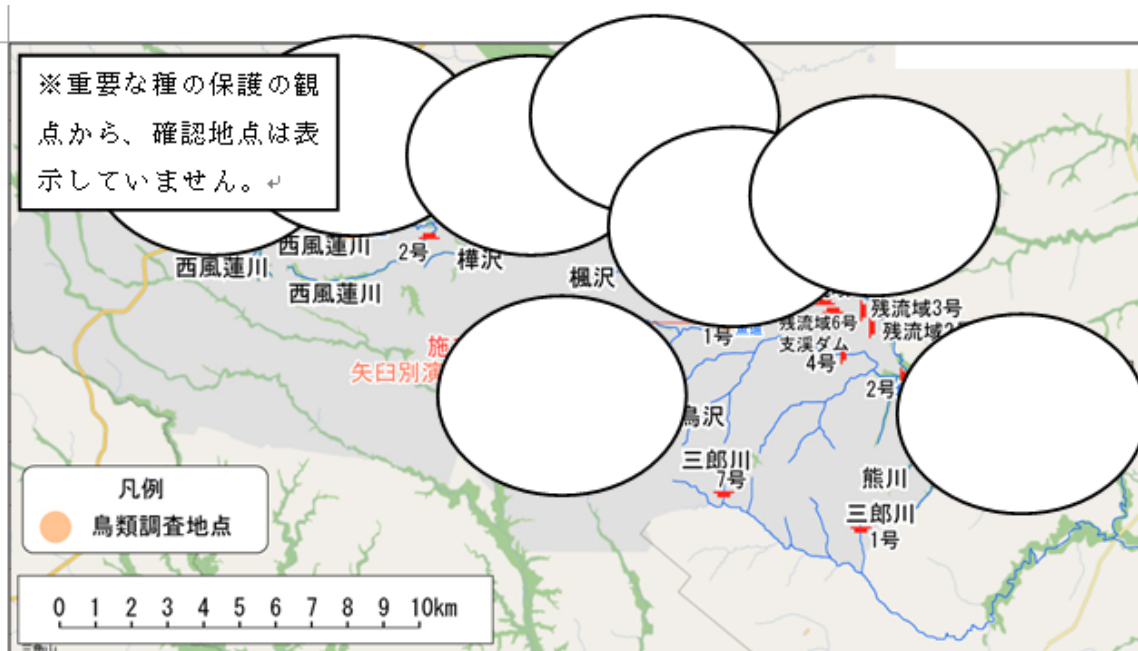 ※重要な種の保護の観
点から、確認地点は表
示していません。↵
西風蓮川
西風蓮川
西風蓮川
2号
樺沢
楓沢
1号
魚道
残流域6号
支渓ダム
4号
残流域3号
残流域
2号
施
矢臼別演
鳥沢
三郎川
7号
熊川
三郎川
1号
凡例
鳥類調査地点
0 1 2 3 4 5 6 7 8 9 10km